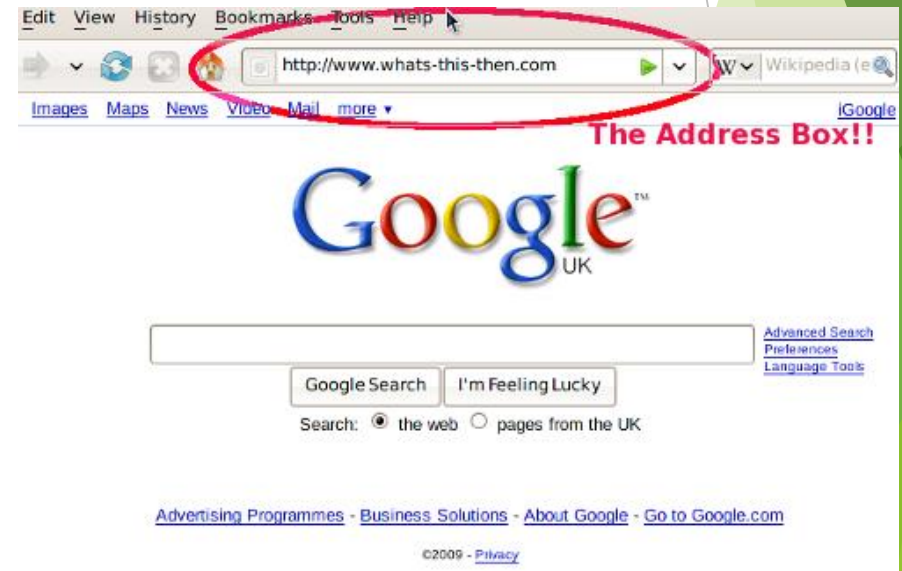 Edit View History Bookmarks Tools Help
http://www.whats-this-then.com W Wikipedia (e
Images Maps News Video Mail more ▾ iGoogle
The Address Box!!
Google™
UK
Advanced Search
Preferences
Language Tools
Google Search I'm Feeling Lucky
Search: the web pages from the UK
Advertising Programmes - Business Solutions - About Google - Go to Google.com
©2009 - Privacy